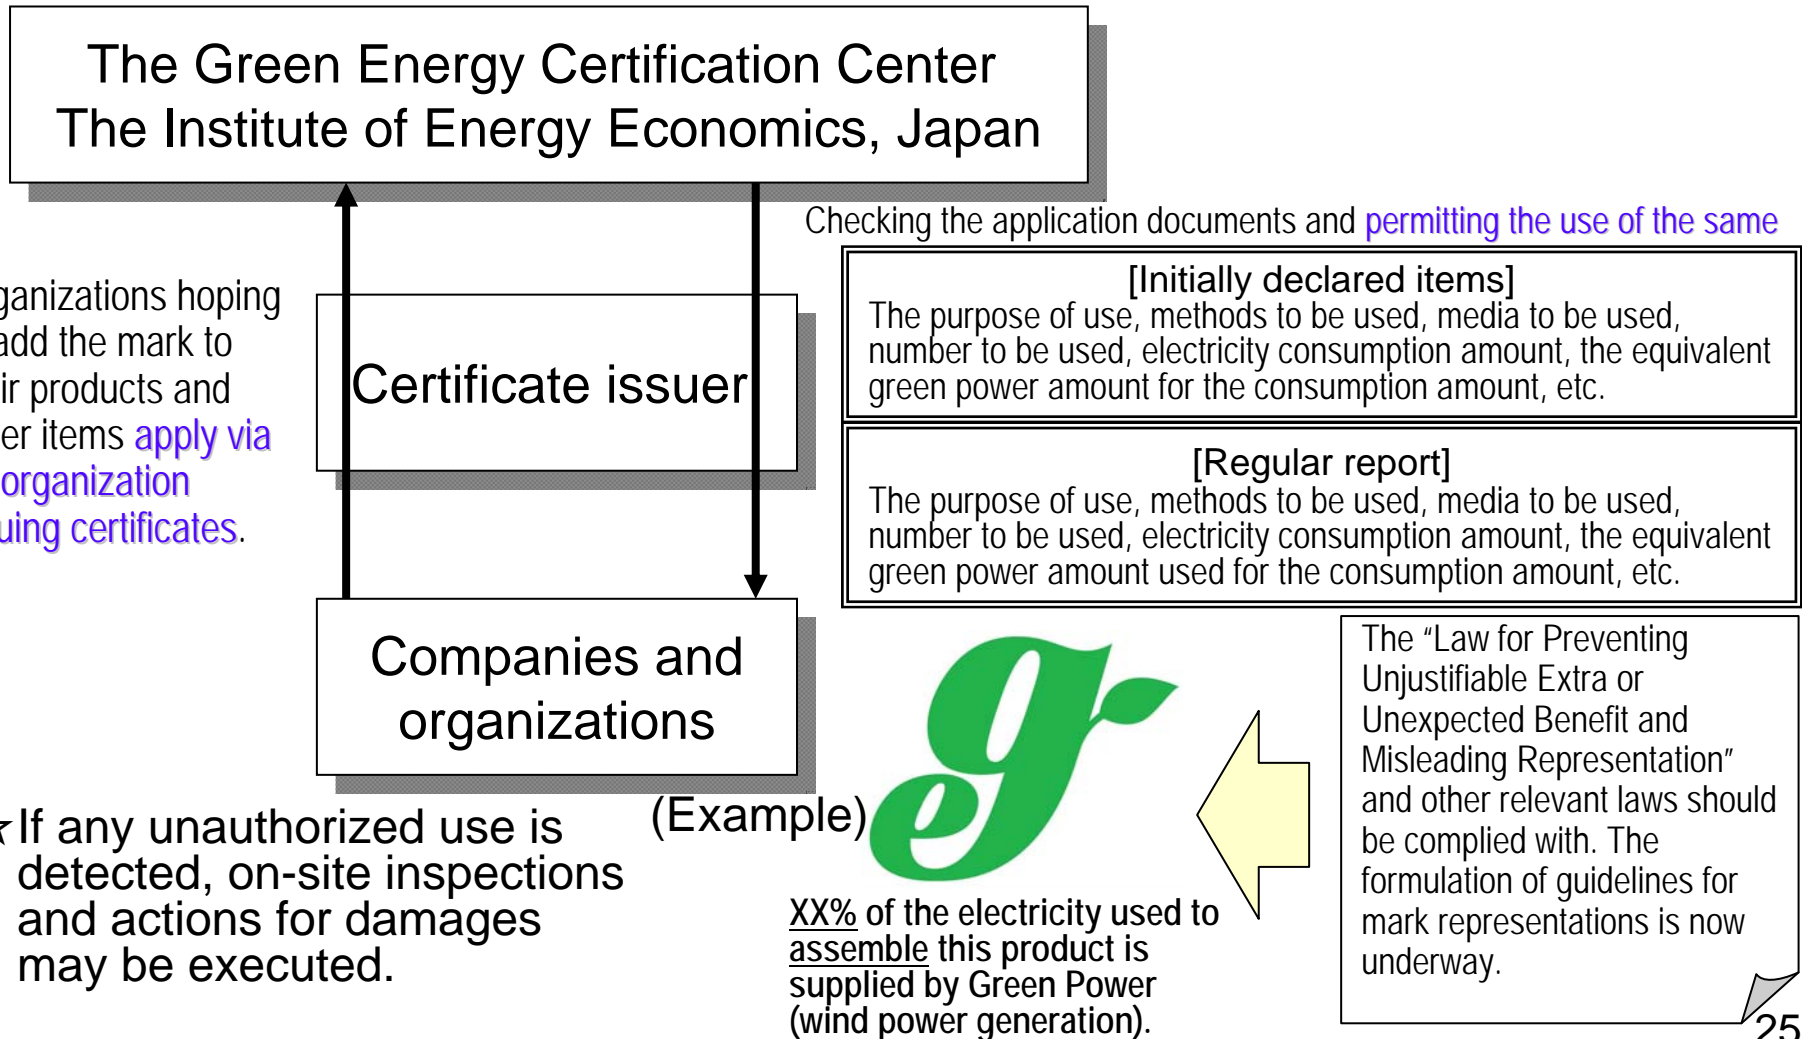 The Green Energy Certification Center
The Institute of Energy Economics, Japan
Checking the application documents and permitting the use of the same
ganizations hoping
add the mark to
ir products and
er items apply via
organization
uing certificates.
Certificate issuer
[Initially declared items]
The purpose of use, methods to be used, media to be used,
number to be used, electricity consumption amount, the equivalent
green power amount for the consumption amount, etc.
[Regular report]
The purpose of use, methods to be used, media to be used,
number to be used, electricity consumption amount, the equivalent
green power amount used for the consumption amount, etc.
Companies and
organizations
The "Law for Preventing
Unjustifiable Extra or
Unexpected Benefit and
Misleading Representation"
and other relevant laws should
be complied with. The
formulation of guidelines for
mark representations is now
underway.
(Example)
eg
XX% of the electricity used to
assemble this product is
supplied by Green Power
(wind power generation).
☆If any unauthorized use is
detected, on-site inspections
and actions for damages
may be executed.
25